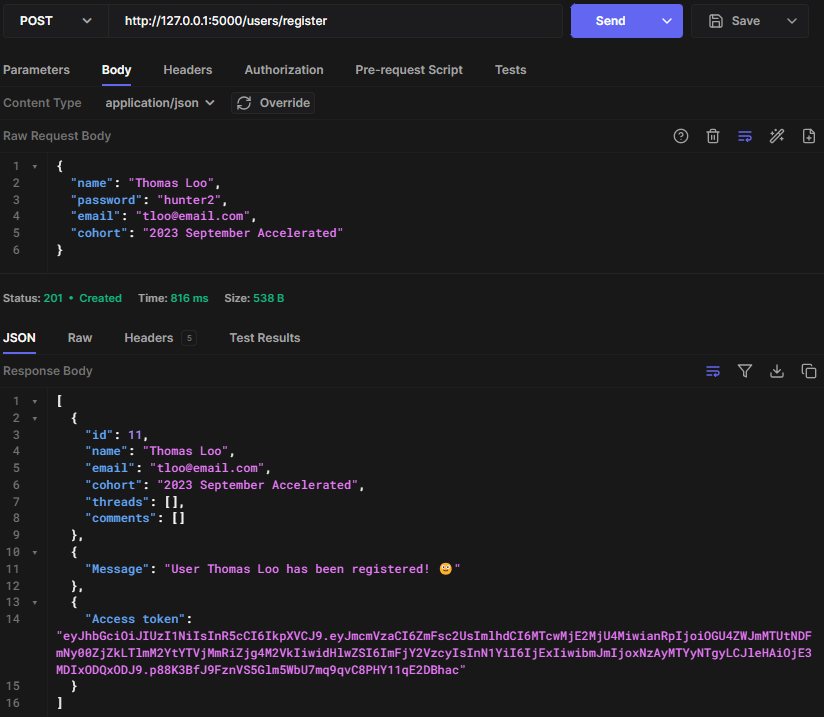 POST http://127.0.0.1:5000/users/register Send Save
Parameters Body Headers Authorization Pre-request Script Tests
Content Type application/json Override
Raw Request Body
1 {
2 "name": "Thomas Loo",
3 "password": "hunter2",
4 "email": "tloo@email.com",
5 "cohort": "2023 September Accelerated"
6 }
Status: 201 • Created Time: 816 ms Size: 538 B
JSON Raw Headers 5 Test Results
Response Body
1 [
2 {
3 "id": 11,
4 "name": "Thomas Loo",
5 "email": "tloo@email.com",
6 "cohort": "2023 September Accelerated",
7 "threads": [],
8 "comments": []
9 },
10 {
11 "Message": "User Thomas Loo has been registered! 😳"
12 },
13 {
14 "Access token":
"eyJhbGciOiJIUzI1NiIsInR5cCI6IkpXVCJ9.eyJmcmVzaCI6ZmFsc2UsImlhdCI6MTcwMjE2MjU4MiwianRpIjoiOGU4ZWJmMTUtNDF
mNy00ZjZkLTlmM2YtYTVjMmRiZjg4M2VkIiwidHlwZSI6ImFjY2VzcyIsInN1YiI6IjExIiwibmJmIjoxNzAyMTYyNTgyLCJleHAiOjE3
MDIxODQxODJ9.p88K3BfJ9FznVS5Glm5WbU7mq9qvC8PHY11qE2DBhac"
15 }
16 ]